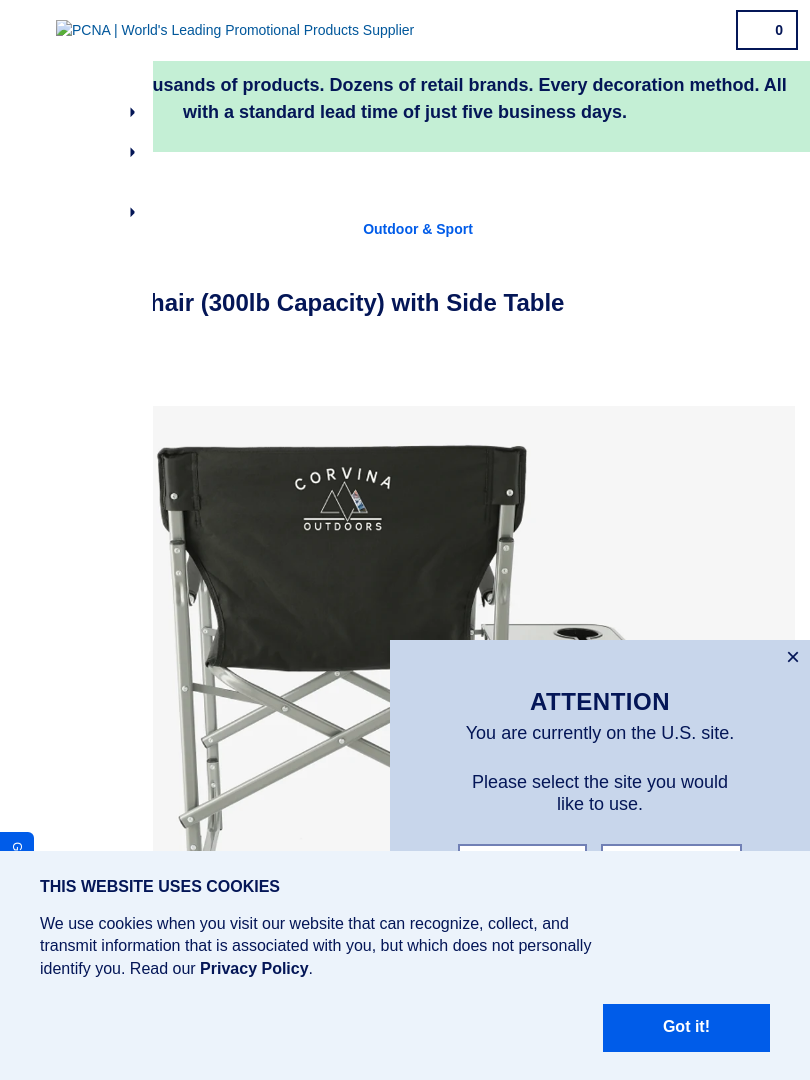 PCNA | World's Leading Promotional Products Supplier
0
of products. Dozens of retail brands. Every decoration method. All
with a standard lead time of just five business days.
Outdoor & Sport
(300lb Capacity) with Side Table
CORVINA
OUTDOORS
×
ATTENTION
You are currently on the U.S. site.
Please select the site you would
like to use.
G
THIS WEBSITE USES COOKIES
We use cookies when you visit our website that can recognize, collect, and
transmit information that is associated with you, but which does not personally
identify you. Read our Privacy Policy.
Got it!